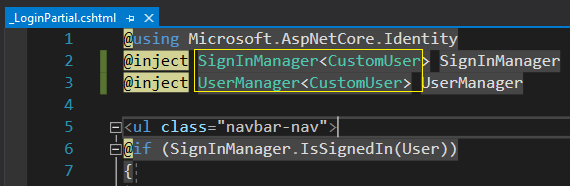 _LoginPartial.cshtml
1 @using Microsoft.AspNetCore.Identity
2 @inject SignInManager<CustomUser> SignInManager
3 @inject UserManager<CustomUser> UserManager
4
5 <ul class="navbar-nav">
6 @if (SignInManager.IsSignedIn(User))
7 {